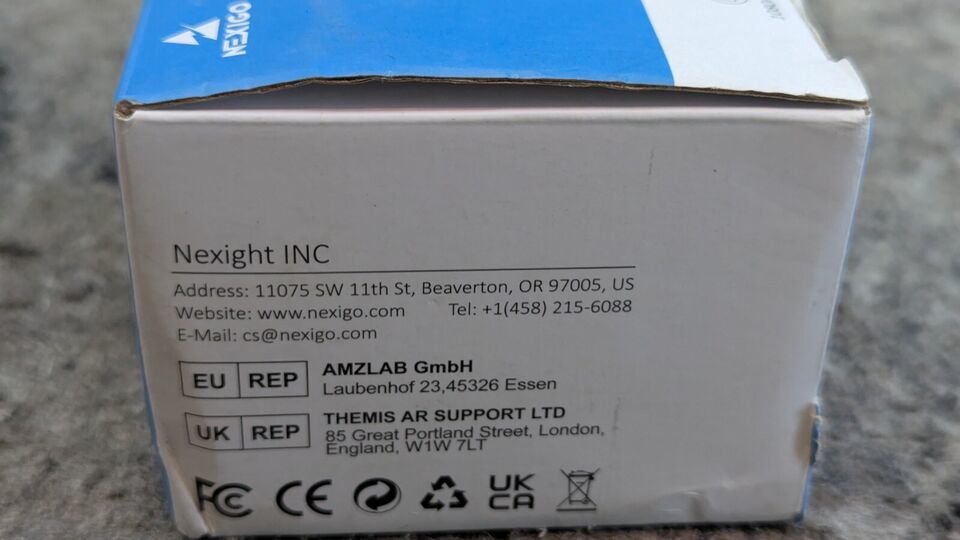 NEXIGO
Nexight INC
Address: 11075 SW 11th St, Beaverton, OR 97005, US
Website: www.nexigo.com Tel: +1(458) 215-6088
E-Mail: cs@nexigo.com
EU REP AMZLAB GmbH
Laubenhof 23,45326 Essen
UK REP THEMIS AR SUPPORT LTD
85 Great Portland Street, London,
England, W1W 7LT
FCC CE UK
CA